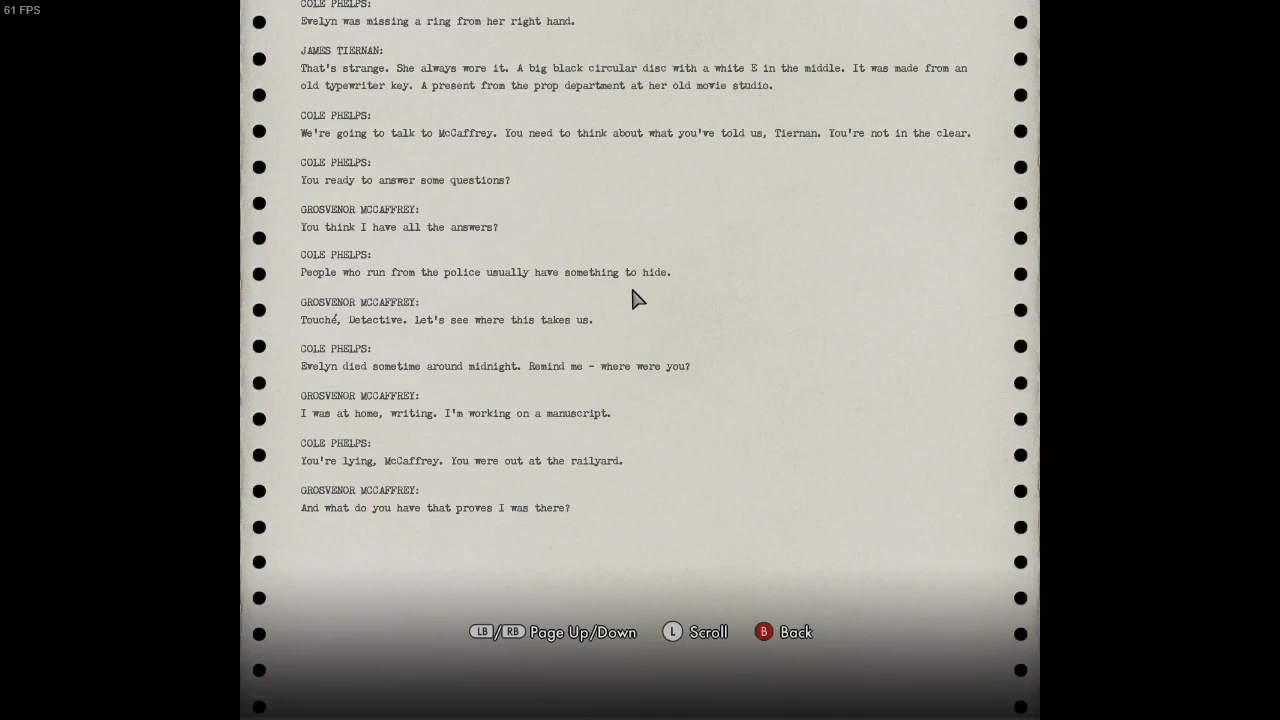 61 FPS
COLE PHELPS:
Evelyn was missing a ring from her right hand.
JAMES TIERNAN:
That's strange. She always wore it. A big black circular disc with a white E in the middle. It was made from an
old typewriter key. A present from the prop department at her old movie studio.
COLE PHELPS:
We're going to talk to McCaffrey. You need to think about what you've told us, Tiernan. You're not in the clear.
COLE PHELPS:
You ready to answer some questions?
GROSVENOR MCCAFFREY:
You think I have all the answers?
COLE PHELPS:
People who run from the police usually have something to hide.
GROSVENOR MCCAFFREY:
Touché, Detective. Let's see where this takes us.
COLE PHELPS:
Evelyn died sometime around midnight. Remind me - where were you?
GROSVENOR MCCAFFREY:
I was at home, writing. I'm working on a manuscript.
COLE PHELPS:
You're lying, McCaffrey. You were out at the railyard.
GROSVENOR MCCAFFREY:
And what do you have that proves I was there?
LB/RB Page Up/Down L Scroll B Back